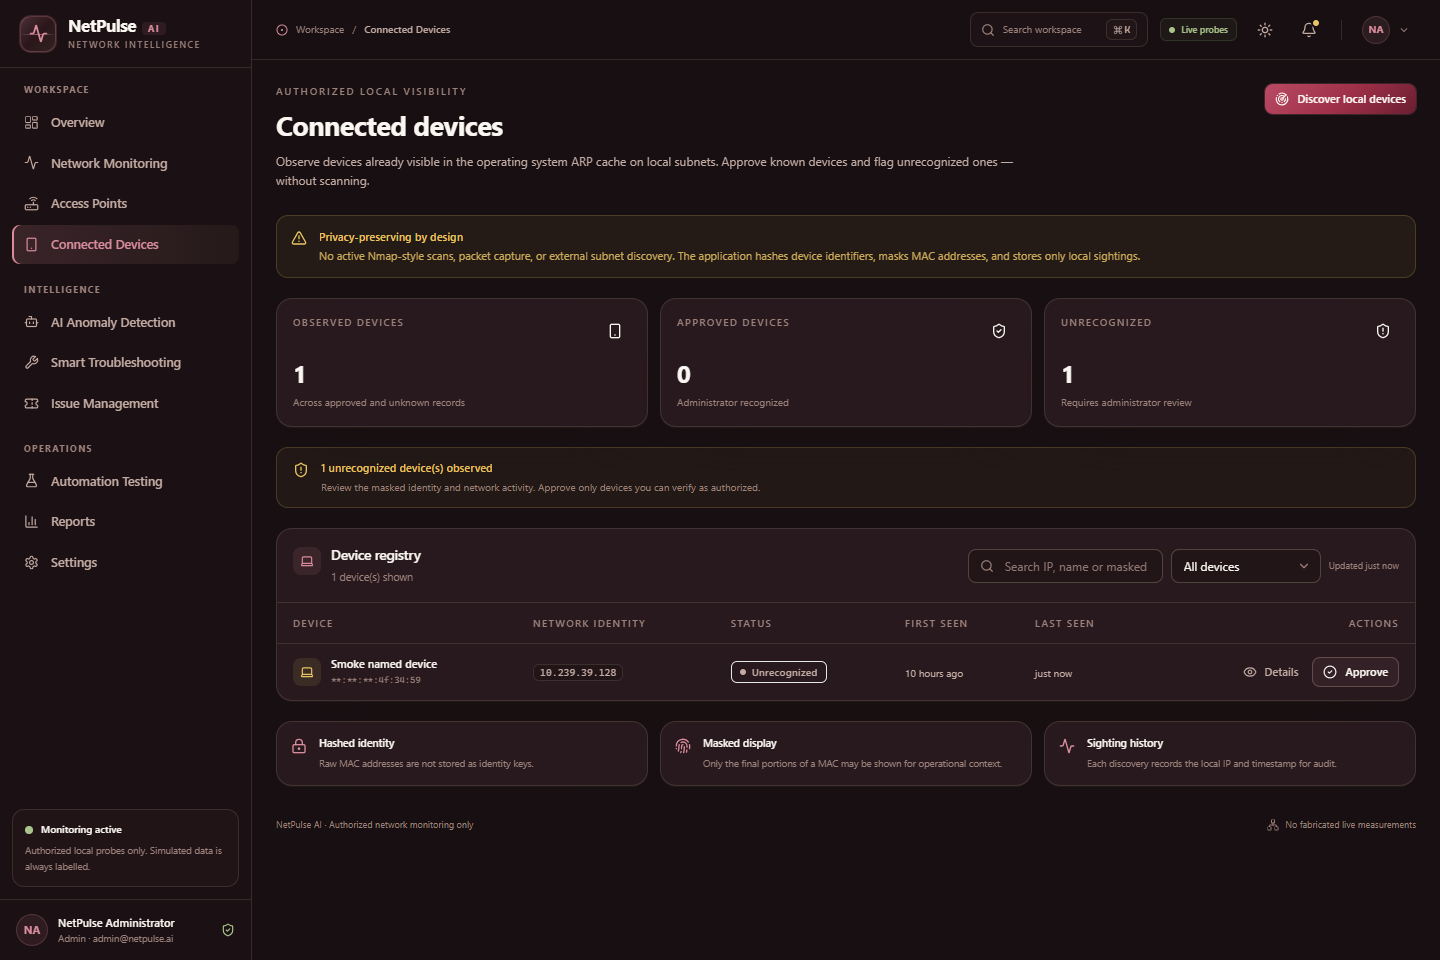 NetPulse AI
NETWORK INTELLIGENCE
WORKSPACE
Overview
Network Monitoring
Access Points
Connected Devices
INTELLIGENCE
AI Anomaly Detection
Smart Troubleshooting
Issue Management
OPERATIONS
Automation Testing
Reports
Settings
Monitoring active
Authorized local probes only. Simulated data is
always labelled.
NA
NetPulse Administrator
Admin · admin@netpulse.ai
Workspace / Connected Devices
Search workspace
⌘K
Live probes
NA
AUTHORIZED LOCAL VISIBILITY
Connected devices
Observe devices already visible in the operating system ARP cache on local subnets. Approve known devices and flag unrecognized ones —
without scanning.
Discover local devices
Privacy-preserving by design
No active Nmap-style scans, packet capture, or external subnet discovery. The application hashes device identifiers, masks MAC addresses, and stores only local sightings.
OBSERVED DEVICES
1
Across approved and unknown records
APPROVED DEVICES
0
Administrator recognized
UNRECOGNIZED
1
Requires administrator review
1 unrecognized device(s) observed
Review the masked identity and network activity. Approve only devices you can verify as authorized.
Device registry
1 device(s) shown
Search IP, name or masked
All devices
Updated just now
DEVICE NETWORK IDENTITY STATUS FIRST SEEN LAST SEEN ACTIONS
Smoke named device
**:**:**:4f:34:59
10.239.39.128
Unrecognized
10 hours ago
just now
Details
Approve
Hashed identity
Raw MAC addresses are not stored as identity keys.
Masked display
Only the final portions of a MAC may be shown for operational context.
Sighting history
Each discovery records the local IP and timestamp for audit.
NetPulse AI · Authorized network monitoring only
No fabricated live measurements